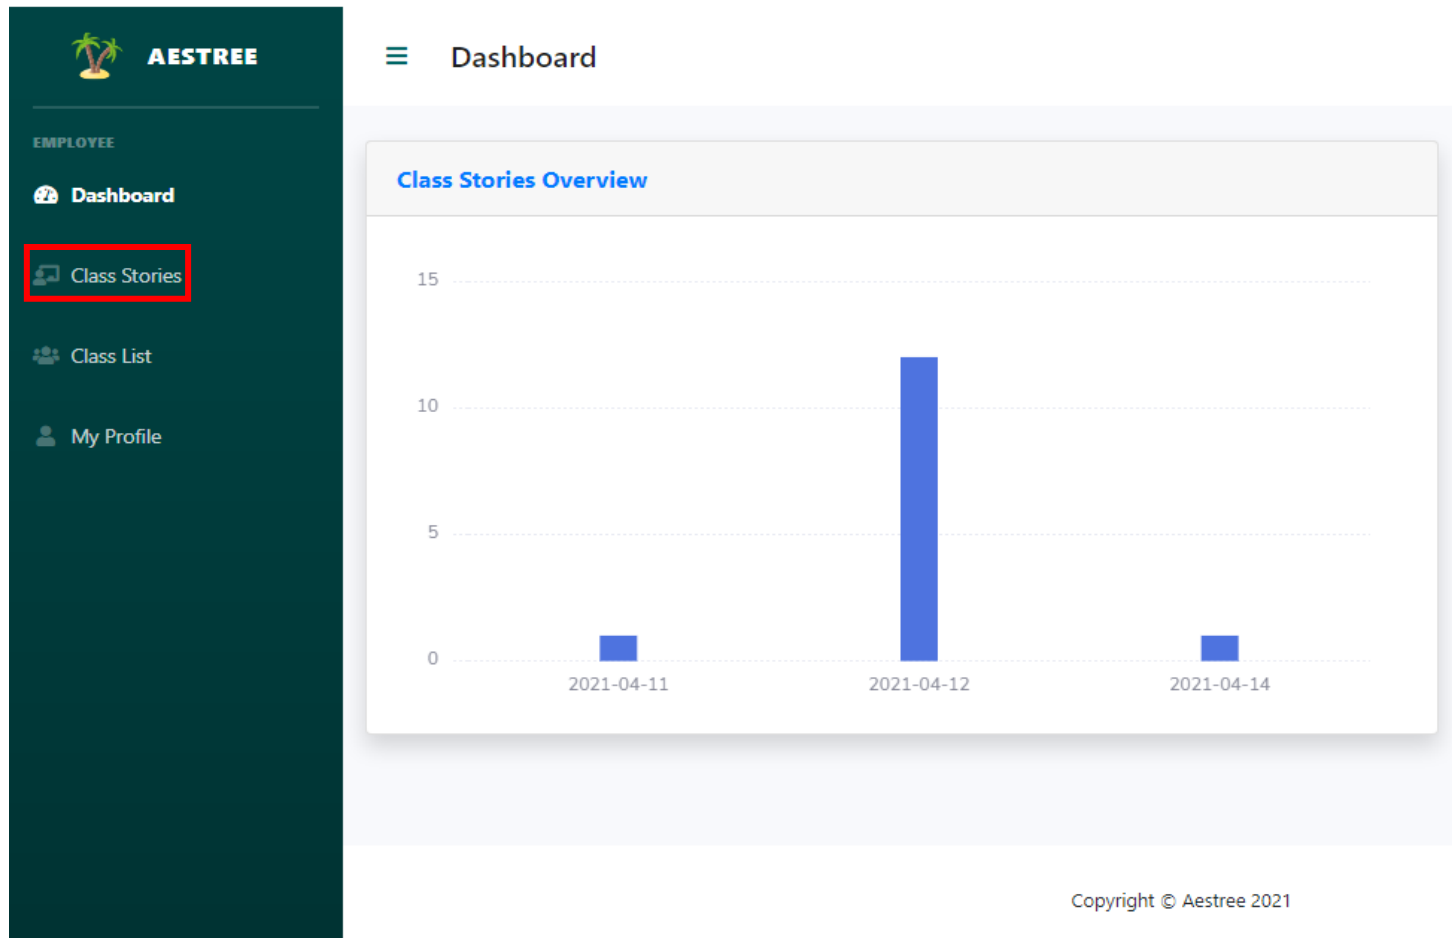 AESTREE
Dashboard
EMPLOYEE
Dashboard
Class Stories
Class List
My Profile
Class Stories Overview
15
10
5
0
2021-04-11 2021-04-12 2021-04-14
Copyright © Aestree 2021